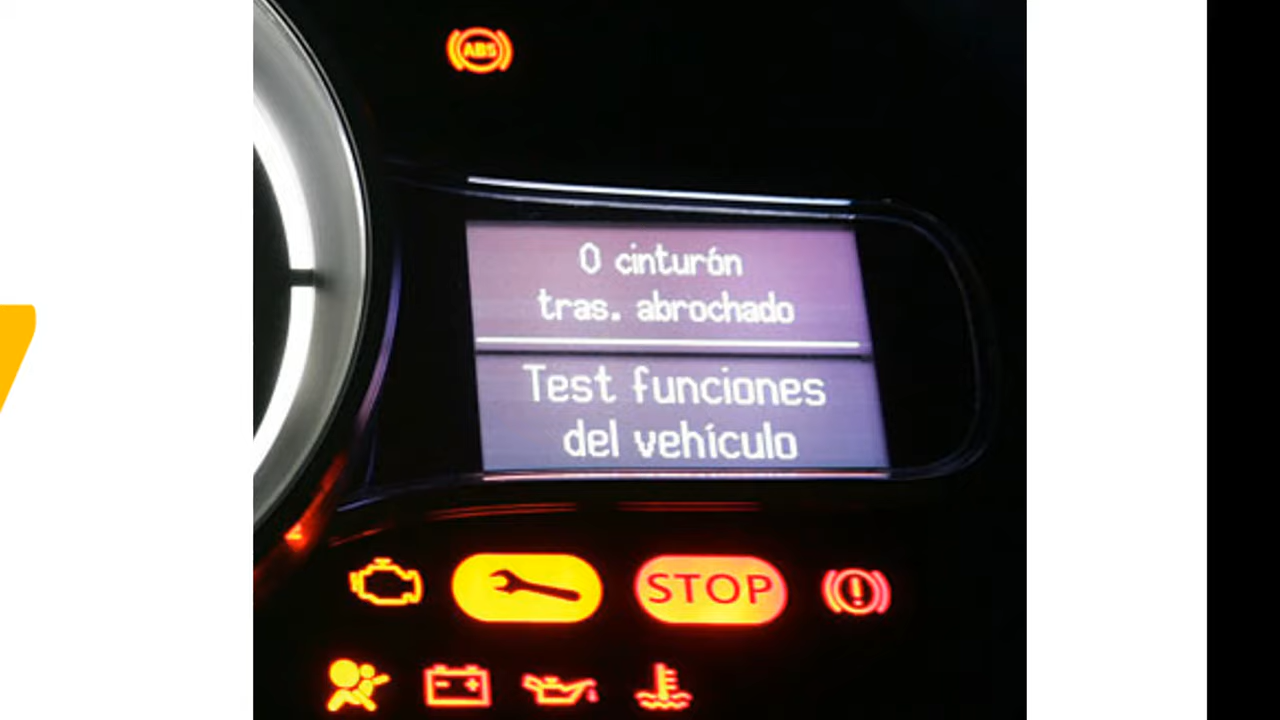 ABS
0 cinturón
tras. abrochado
Test funciones
del vehículo
STOP